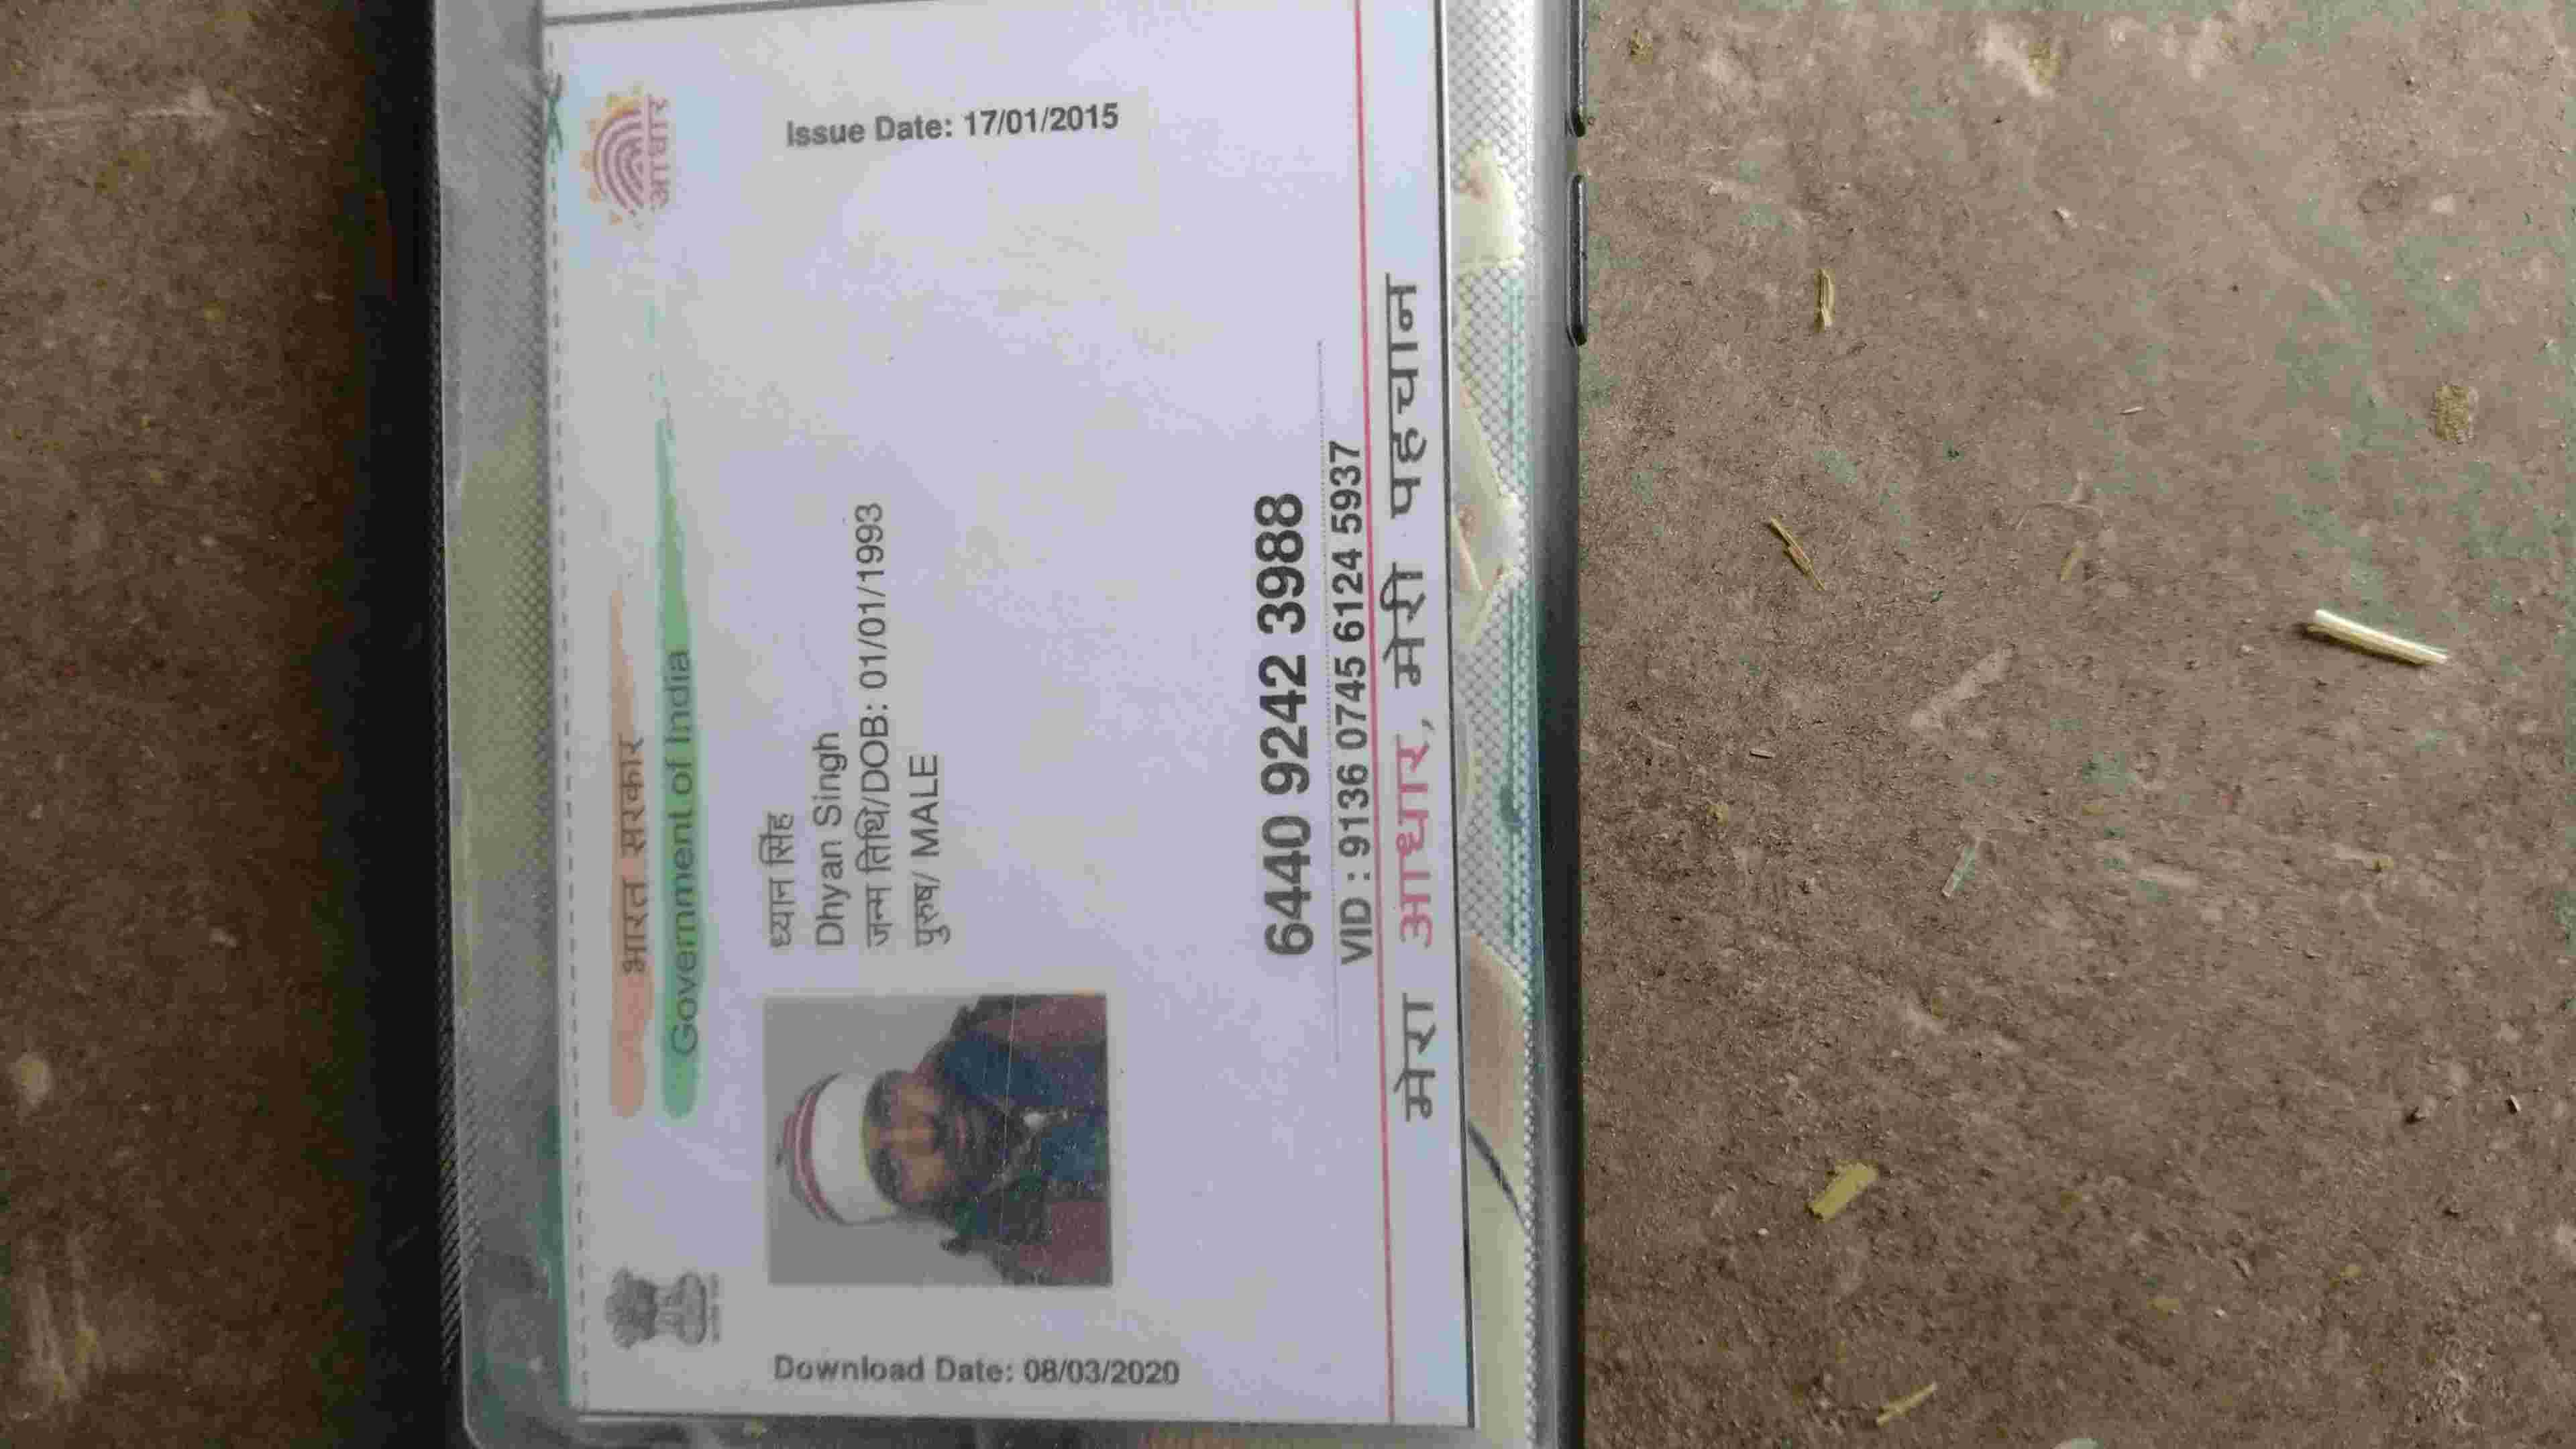 भारत सरकार
Government of India
आधार
Issue Date: 17/01/2015
Download Date: 08/03/2020
ध्यान सिंह
Dhyan Singh
जन्म तिथि/DOB: 01/01/1993
पुरुष/ MALE
6440 9242 3988
VID : 9136 0745 6124 5937
मेरा आधार, मेरी पहचान